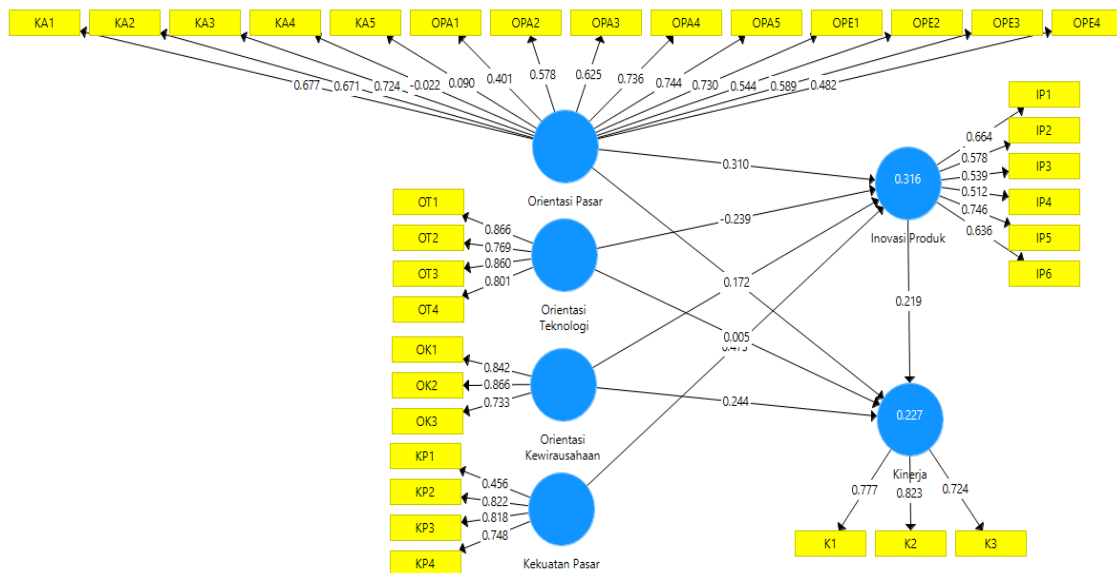 KA1
KA2
KA3
KA4
KA5
OPA1
OPA2
OPA3
OPA4
OPA5
OPE1
OPE2
OPE3
OPE4
0.677
0.671
0.724
-0.022
0.090
0.401
0.578
0.625
0.736
0.744
0.730
0.544
0.589
0.482
Orientasi Pasar
0.310
OT1
OT2
OT3
OT4
0.866
0.769
0.860
0.801
Orientasi
Teknologi
-0.239
0.172
0.005
OK1
OK2
OK3
0.842
0.866
0.733
Orientasi
Kewirausahaan
0.244
KP1
KP2
KP3
KP4
0.456
0.822
0.818
0.748
Kekuatan Pasar
0.316
Inovasi Produk
0.664
0.578
0.539
0.512
0.746
0.636
IP1
IP2
IP3
IP4
IP5
IP6
0.219
0.227
Kinerja
0.777
0.823
0.724
K1
K2
K3